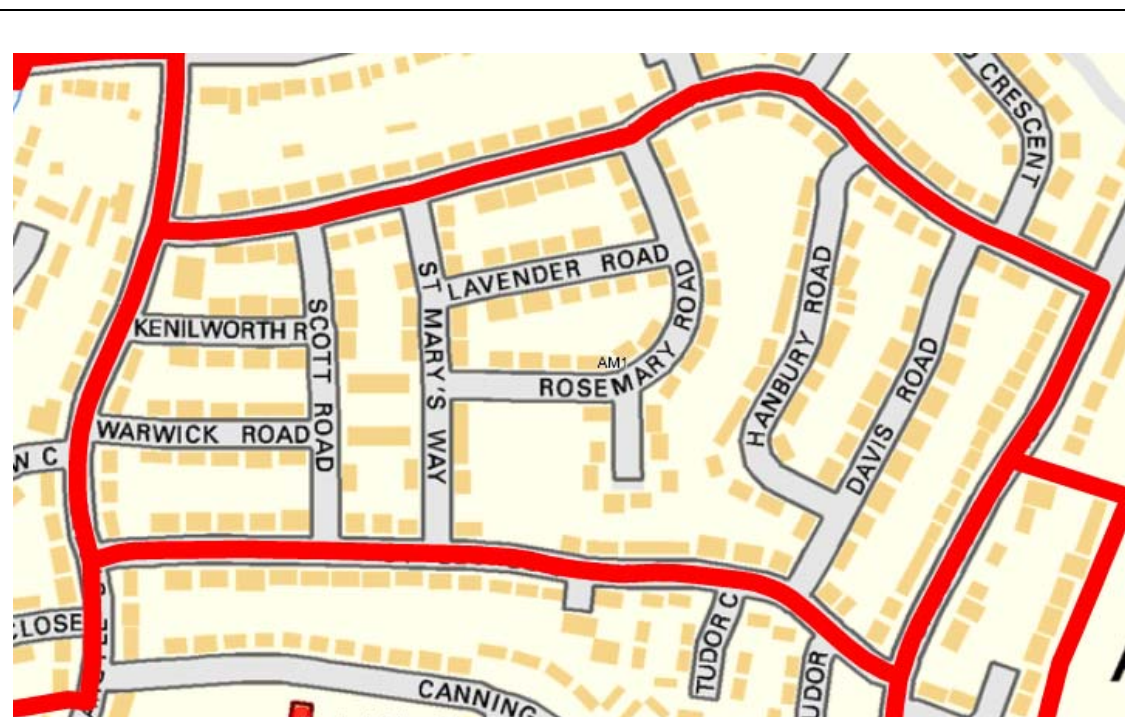 CRESCENT
LAVENDER ROAD
ST MARY'S WAY
HANBURY ROAD
KENILWORTH R
SCOTT ROAD
AM1
ROSEMARY ROAD
DAVIS ROAD
WARWICK ROAD
W C
CLOSE
TUDOR C
UDOR
CANNING